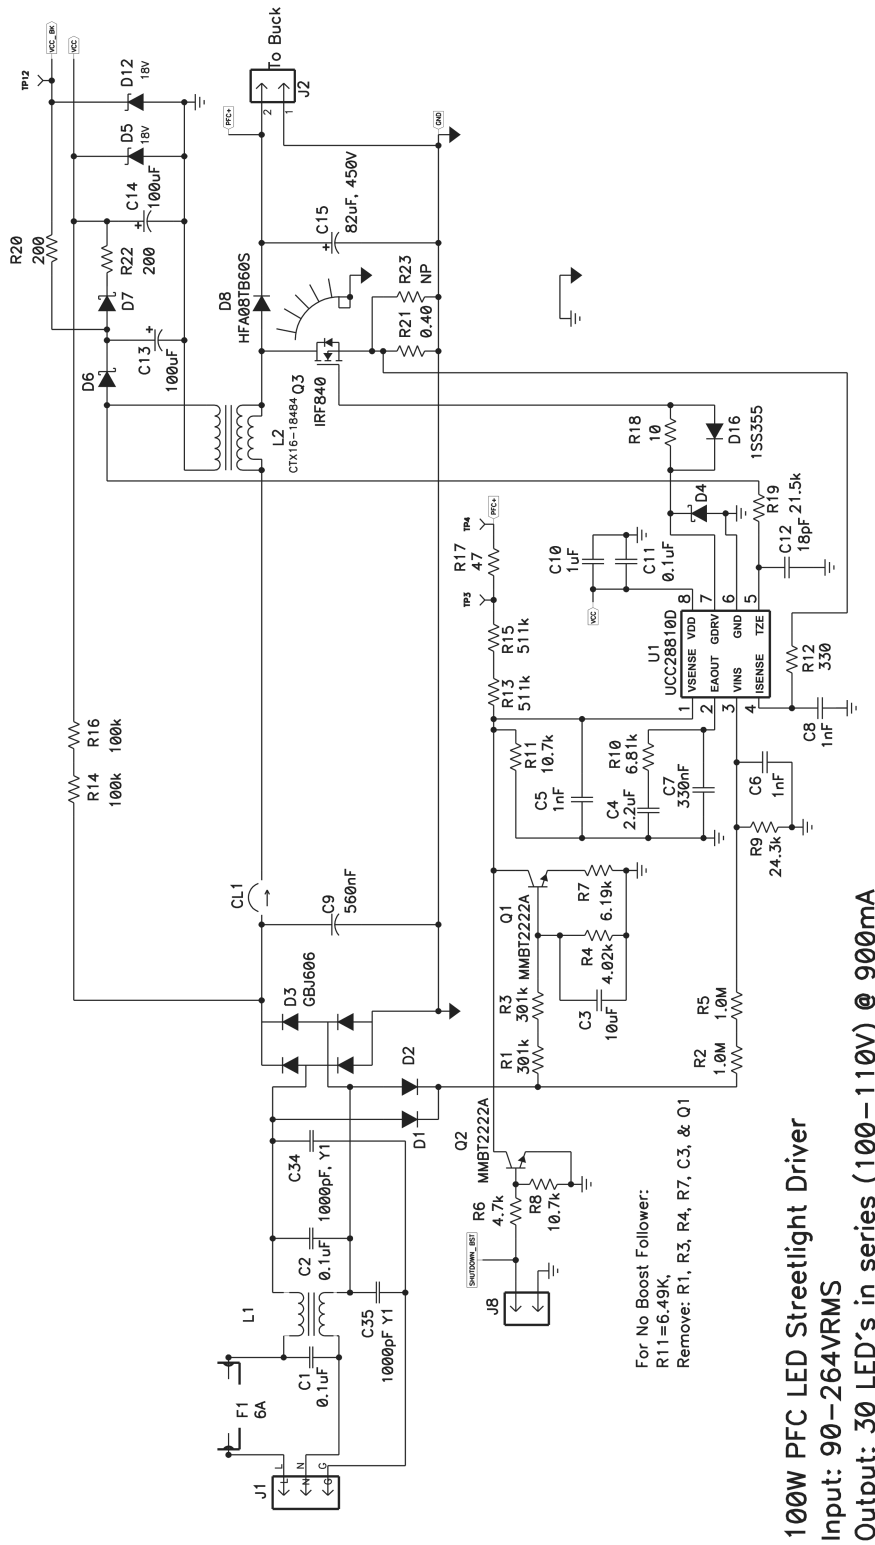 100W PFC LED Streetlight Driver
Input: 90–264VRMS
Output: 30 LED's in series (100–110V) @ 900mA
For No Boost Follower:
R11=6.49K,
Remove: R1, R3, R4, R7, C3, & Q1
J1
L
N
G
L
N
G
F1
6A
C1
0.1uF
L1
C2
0.1uF
C35
1000pF Y1
C34
1000pF, Y1
D1
D2
D3
GBJ606
C9
560nF
CL1
R14
100k
R16
100k
L2
CTX16-18484
D6
C13
100uF
D7
R22
200
R20
200
C14
100uF
D5
18V
D12
18V
TP12
VCC_BK
VCC
Q3
IRF840
D8
HFA08TB60S
R21
0.40
R23
NP
C15
82uF, 450V
PFC+
GND
J2
2
1
To Buck
J8
SHUTDOWN_BST
R6
4.7k
R8
10.7k
Q2
MMBT2222A
R1
301k
R3
301k
Q1
MMBT2222A
C3
10uF
R4
4.02k
R7
6.19k
R2
1.0M
R5
1.0M
R9
24.3k
C6
1nF
C5
1nF
R11
10.7k
C4
2.2uF
R10
6.81k
C7
330nF
R13
511k
R15
511k
TP3
R17
47
TP4
PFC+
VCC
C10
1uF
C11
0.1uF
U1
UCC28810D
1
VSENSE
2
EAOUT
3
VINS
4
ISENSE
VDD
8
GDRV
7
GND
6
TZE
5
C8
1nF
R12
330
C12
18pF
R19
21.5k
D4
R18
10
D16
1SS355